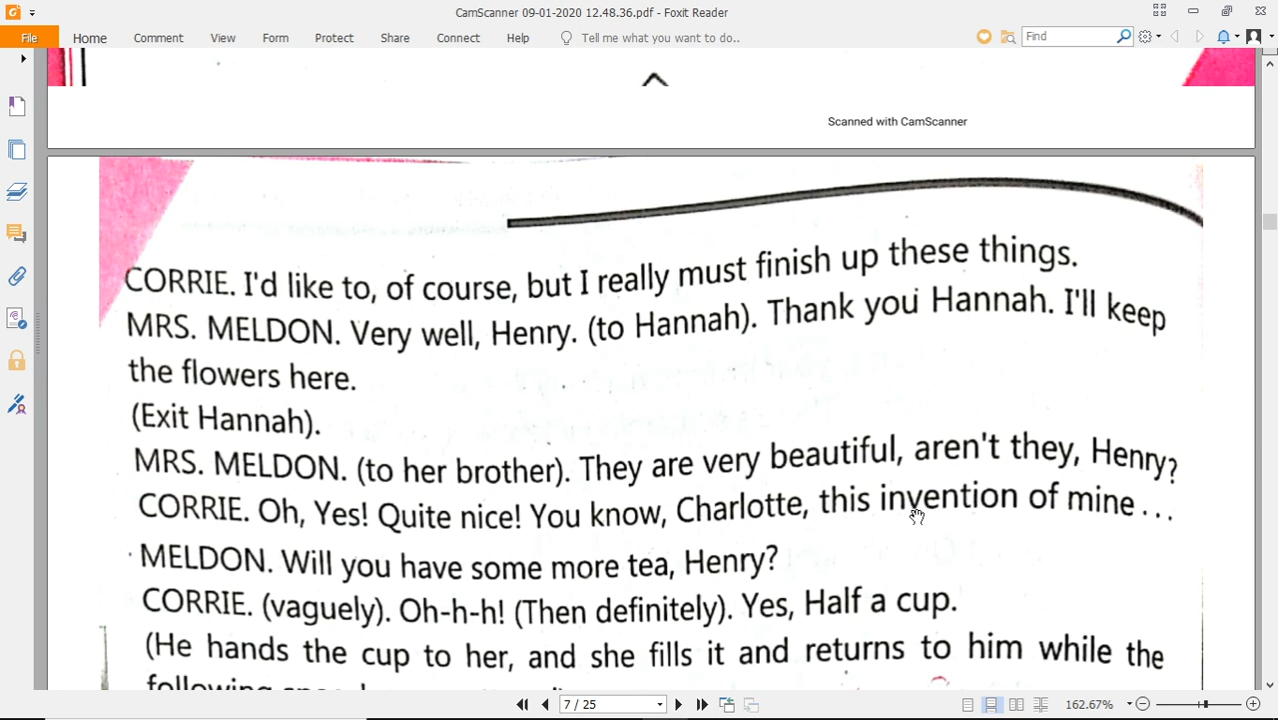 CamScanner 09-01-2020 12.48.36.pdf - Foxit Reader
File Home Comment View Form Protect Share Connect Help Tell me what you want to do.. Find
Scanned with CamScanner
CORRIE. I'd like to, of course, but I really must finish up these things.
MRS. MELDON. Very well, Henry. (to Hannah). Thank you Hannah. I'll keep
the flowers here.
(Exit Hannah).
MRS. MELDON. (to her brother). They are very beautiful, aren't they, Henry?
CORRIE. Oh, Yes! Quite nice! You know, Charlotte, this invention of mine ...
MELDON. Will you have some more tea, Henry?
CORRIE. (vaguely). Oh-h-h! (Then definitely). Yes, Half a cup.
(He hands the cup to her, and she fills it and returns to him while the
following
7 / 25
162.67%